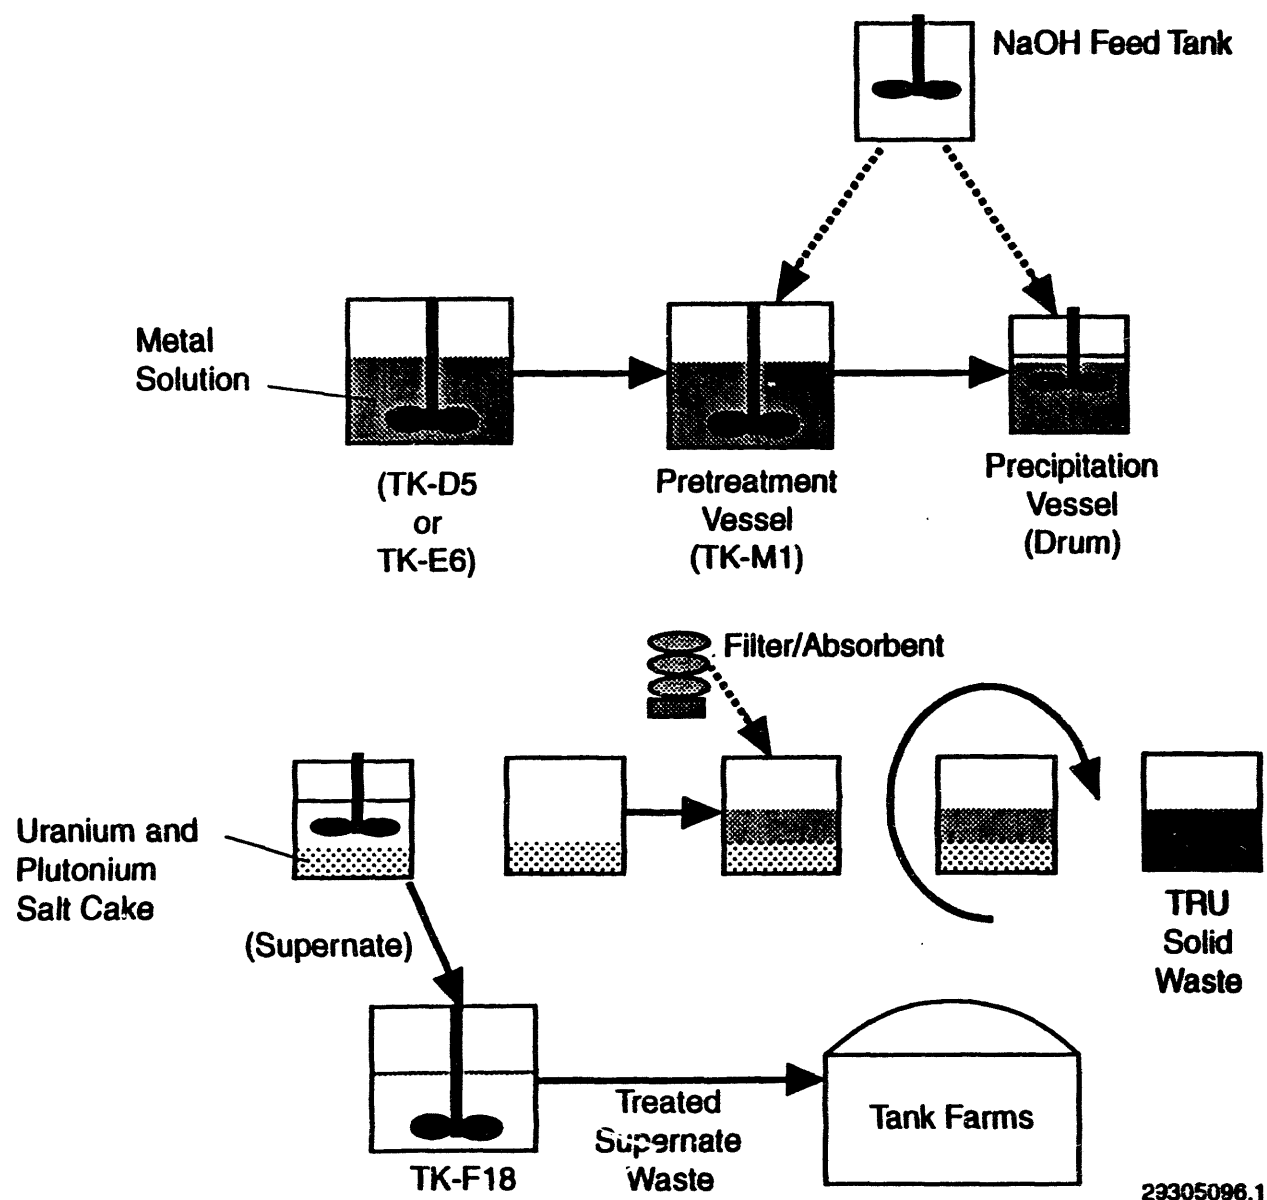 NaOH Feed Tank
Metal
Solution
(TK-D5
or
TK-E6)
Pretreatment
Vessel
(TK-M1)
Precipitation
Vessel
(Drum)
Filter/Absorbent
Uranium and
Plutonium
Salt Cake
(Supernate)
TRU
Solid
Waste
Treated
Supernate
Waste
Tank Farms
TK-F18
29305096.1